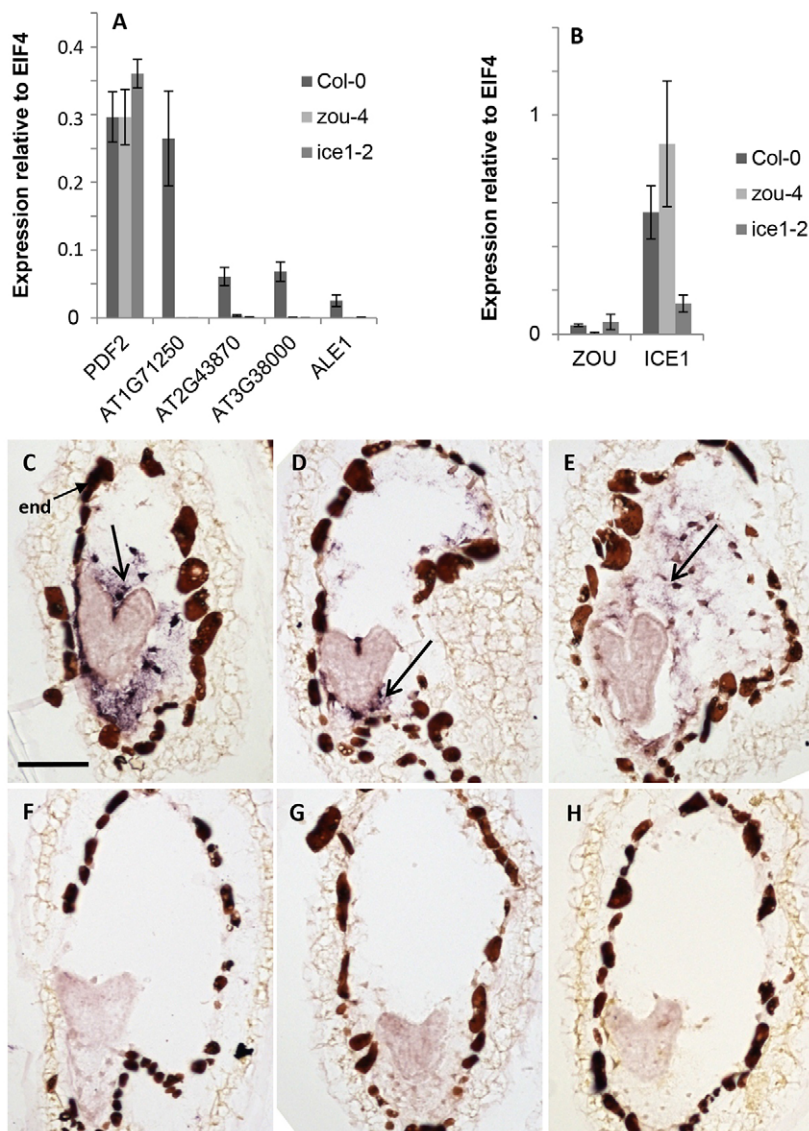 A
Expression relative to EIF4
0.4
0.3
0.2
0.1
0
Col-0
zou-4
ice1-2
PDF2
AT1G71250
AT2G43870
AT3G38000
ALE1
B
Expression relative to EIF4
1
0
Col-0
zou-4
ice1-2
ZOU
ICE1
C
end
D
E
F
G
H